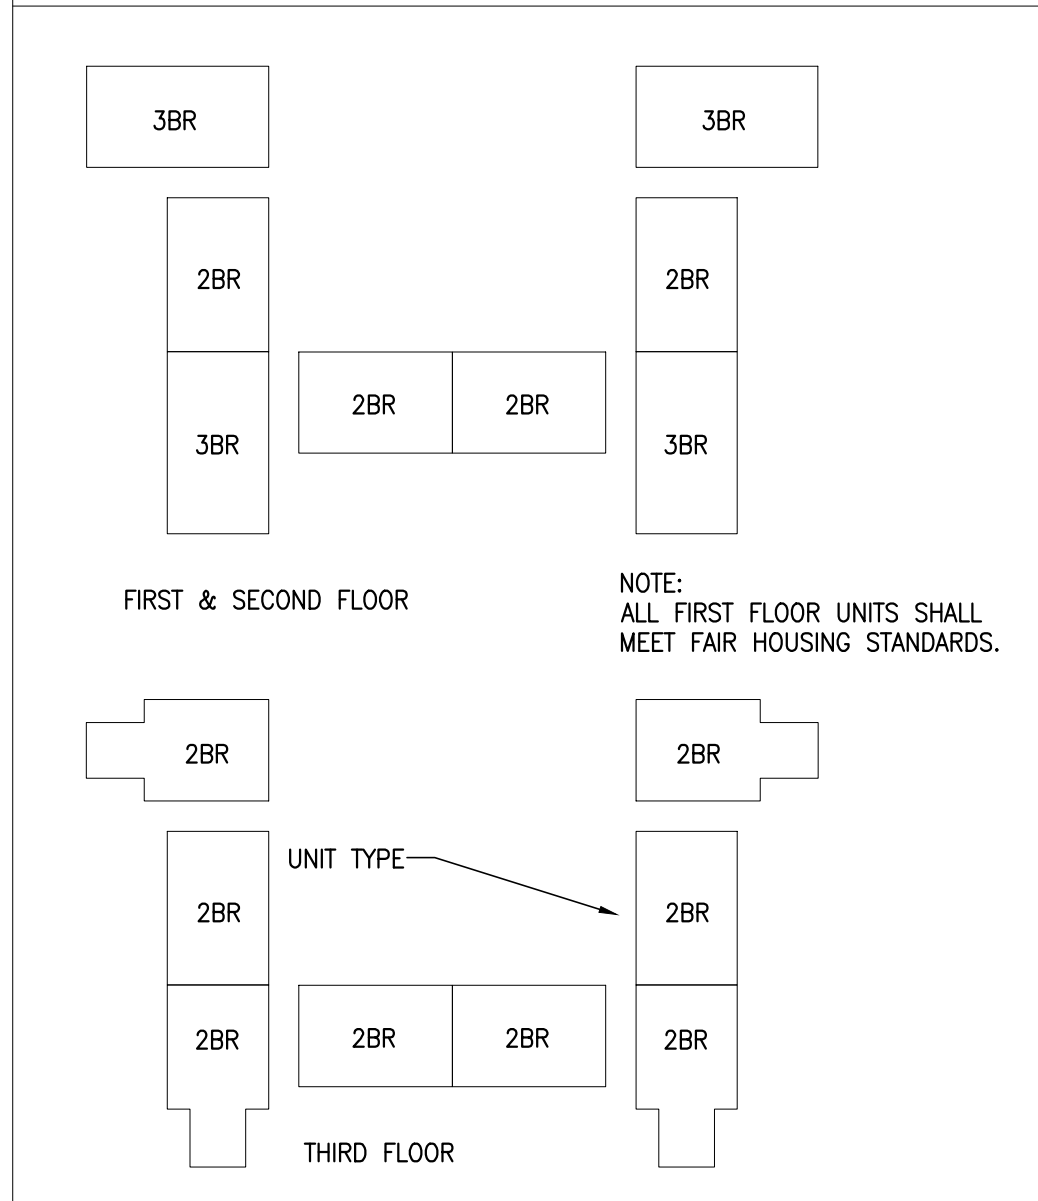 3BR
3BR
2BR
2BR
2BR
2BR
3BR
3BR
FIRST & SECOND FLOOR
NOTE:
ALL FIRST FLOOR UNITS SHALL
MEET FAIR HOUSING STANDARDS.
2BR
2BR
UNIT TYPE
2BR
2BR
2BR
2BR
2BR
2BR
THIRD FLOOR